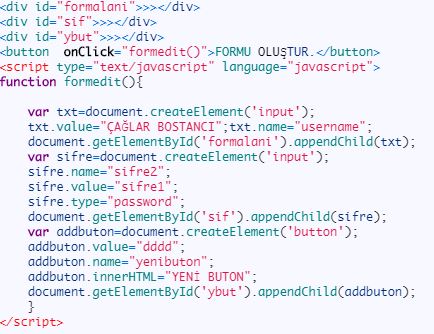 <div id="formalani">>></div>
<div id="sif">>></div>
<div id="ybut">>></div>
<button  onClick="formedit()">FORMU OLUŞTUR.</button>
<script type="text/javascript" language="javascript">
function formedit(){

    var txt=document.createElement('input');
    txt.value="ÇAĞLAR BOSTANCI";txt.name="username";
    document.getElementById('formalani').appendChild(txt);
    var sifre=document.createElement('input');
    sifre.name="sifre2";
    sifre.value="sifre1";
    sifre.type="password";
    document.getElementById('sif').appendChild(sifre);
    var addbuton=document.createElement('button');
    addbuton.value="dddd";
    addbuton.name="yenibuton";
    addbuton.innerHTML="YENİ BUTON";
    document.getElementById('ybut').appendChild(addbuton);
    }
</script>